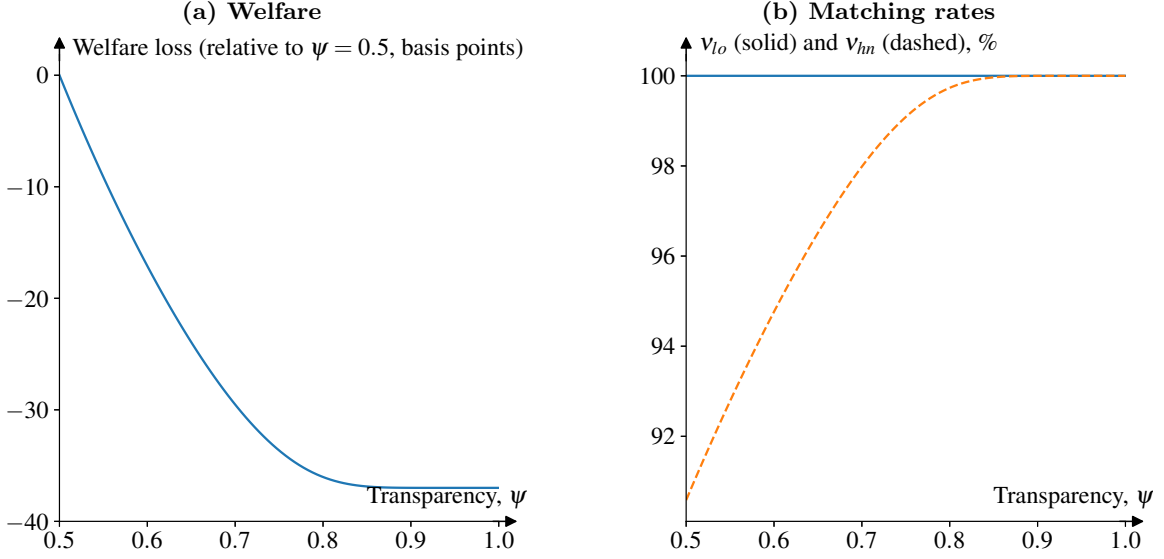 (a) Welfare
Welfare loss (relative to ψ = 0.5, basis points)
0
−10
−20
−30
−40
Transparency, ψ
0.5 0.6 0.7 0.8 0.9 1.0
(b) Matching rates
νlo (solid) and νhn (dashed), %
100
98
96
94
92
Transparency, ψ
0.5 0.6 0.7 0.8 0.9 1.0